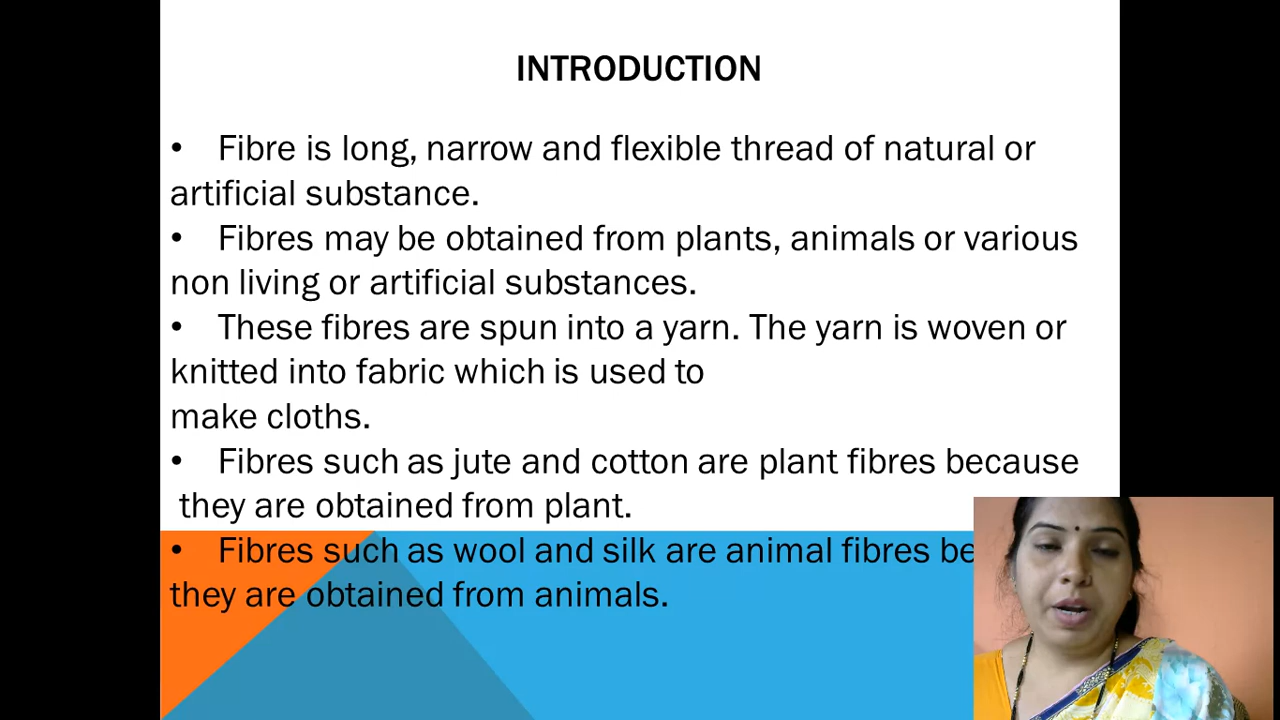 INTRODUCTION
• Fibre is long, narrow and flexible thread of natural or
artificial substance.
• Fibres may be obtained from plants, animals or various
non living or artificial substances.
• These fibres are spun into a yarn. The yarn is woven or
knitted into fabric which is used to
make cloths.
• Fibres such as jute and cotton are plant fibres because
they are obtained from plant.
• Fibres such as wool and silk are animal fibres be
they are obtained from animals.